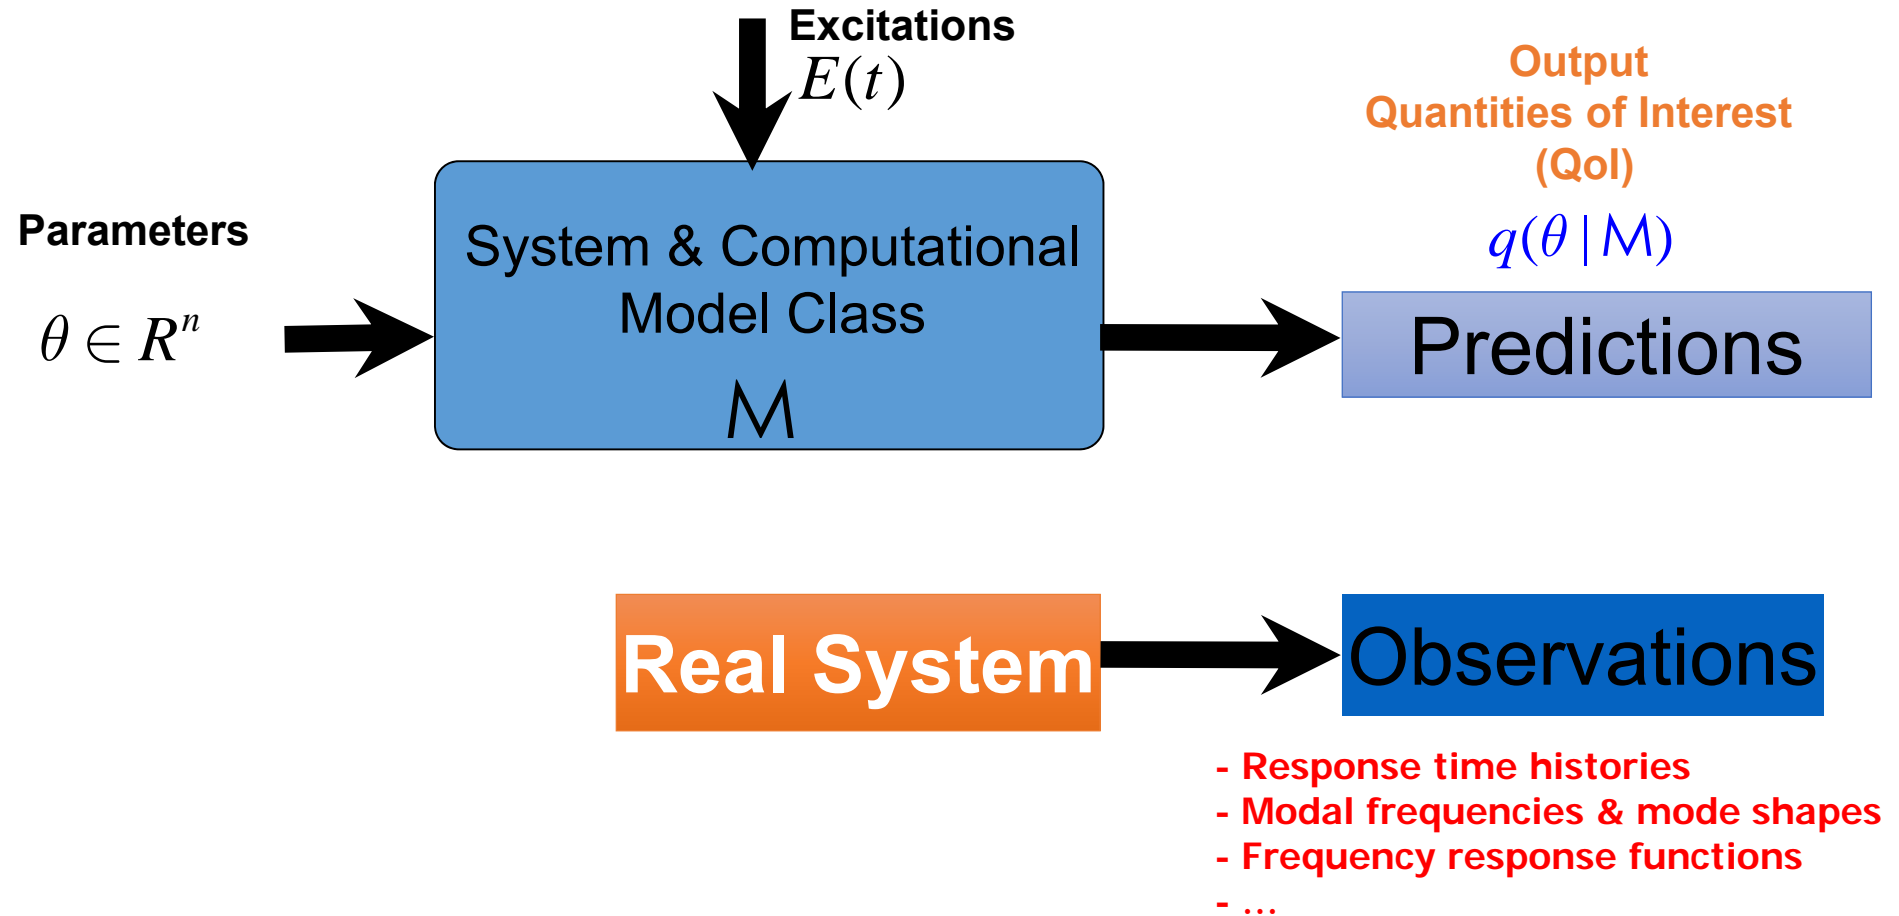 Excitations
E(t)
Output
Quantities of Interest
(QoI)
Parameters
θ ∈ Rⁿ
System & Computational
Model Class
M
q(θ | M)
Predictions
Real System
Observations
- Response time histories
- Modal frequencies & mode shapes
- Frequency response functions
- ...